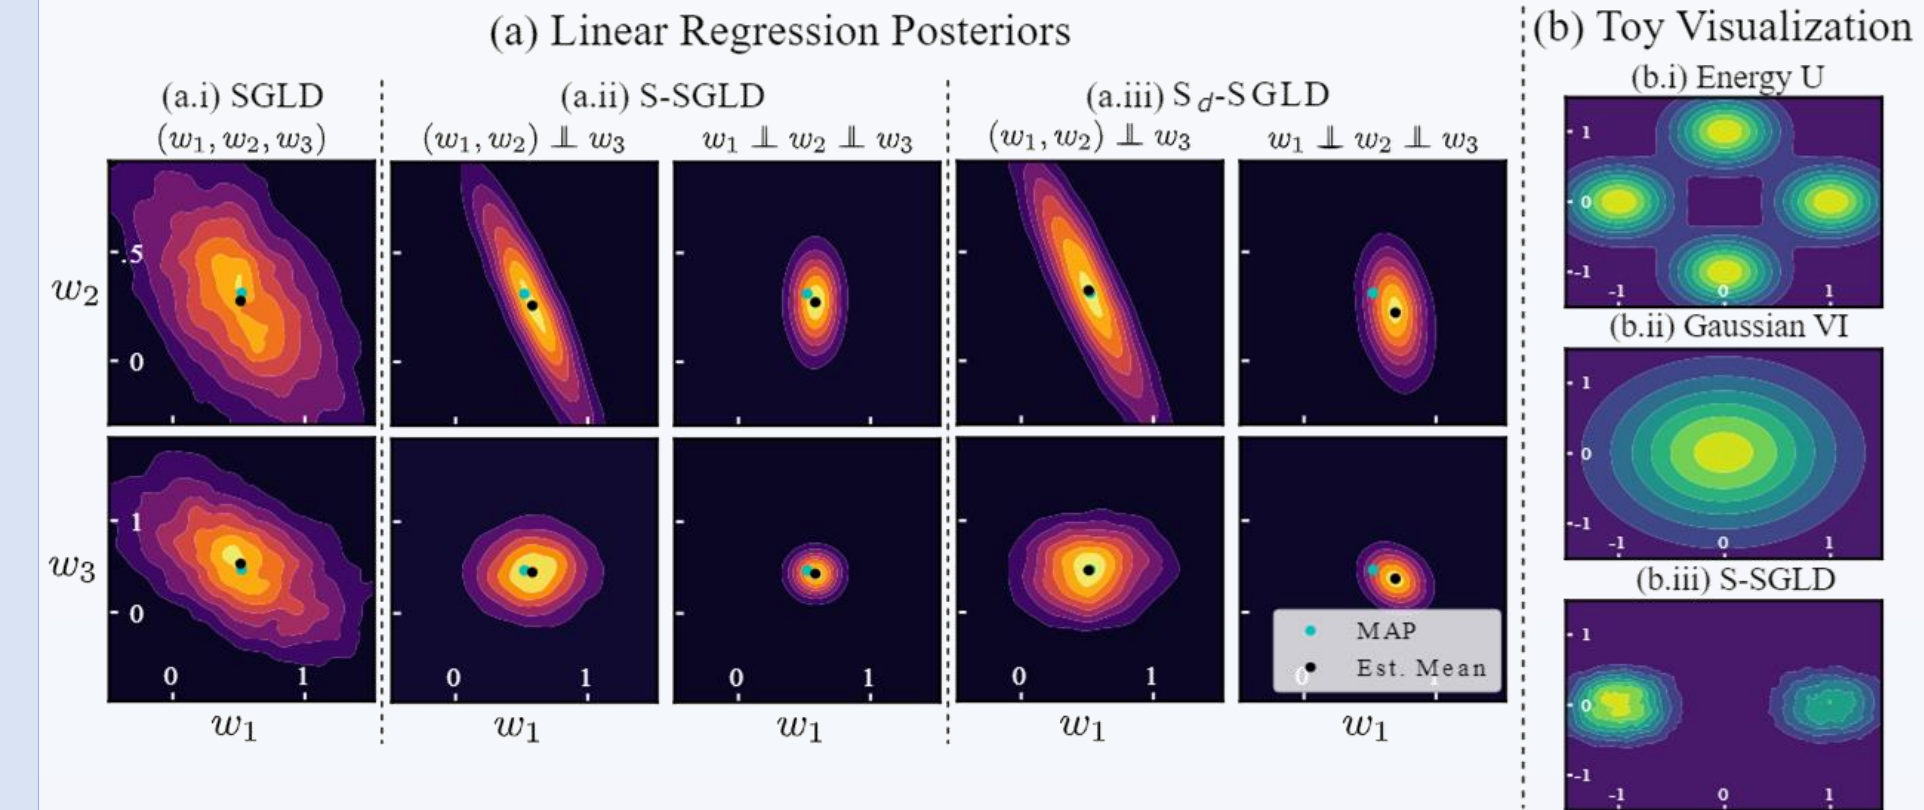 (a) Linear Regression Posteriors
(a.i) SGLD
(a.ii) S-SGLD
(a.iii) S_d-SGLD
(w₁, w₂, w₃)
(w₁, w₂) ⫫ w₃
w₁ ⫫ w₂ ⫫ w₃
(w₁, w₂) ⫫ w₃
w₁ ⫫ w₂ ⫫ w₃
w₂
.5
0
w₃
1
0
0 1
0 1
0 1
0 1
0
MAP
Est. Mean
w₁
w₁
w₁
w₁
w₁
(b) Toy Visualization
(b.i) Energy U
1
0
-1
-1 0 1
(b.ii) Gaussian VI
1
0
-1
-1 0 1
(b.iii) S-SGLD
1
0
-1
-1 0 1